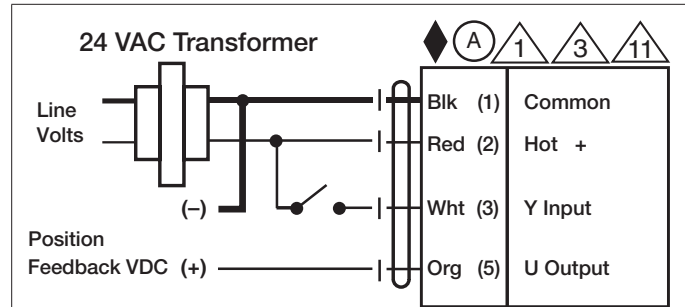 24 VAC Transformer
A 1 3 11
Line
Volts
Blk (1) Common
Red (2) Hot +
(–)
Wht (3) Y Input
Position
Feedback VDC (+)
Org (5) U Output